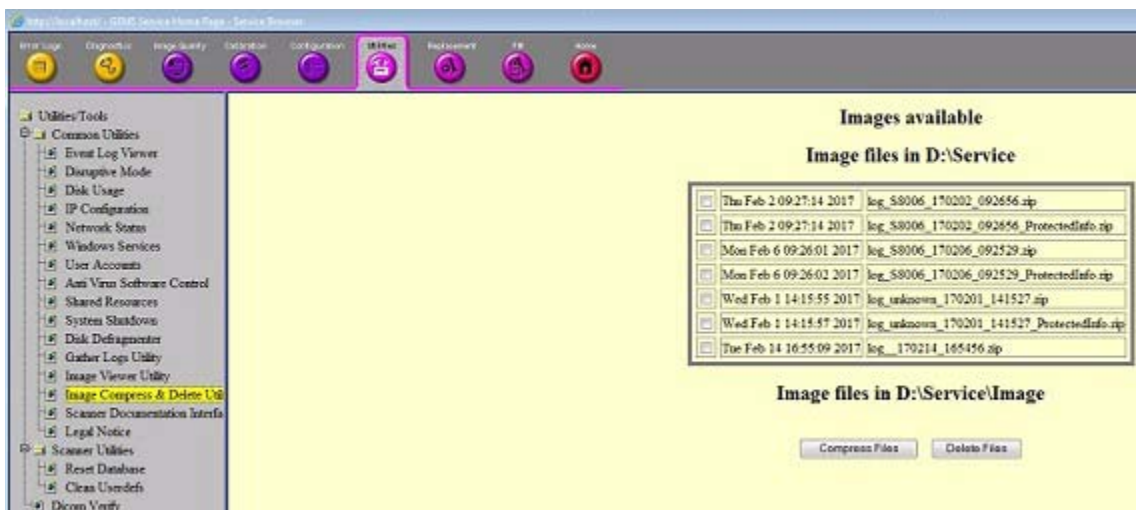 http://localhost/ - GEMS Service Home Page - Service Browser
Error Logs Diagnostics Image Quality Calibration Configuration Utilities Replacement PM Home
Utilities/Tools
Common Utilities
Event Log Viewer
Disruptive Mode
Disk Usage
IP Configuration
Network Status
Windows Services
User Accounts
Anti Virus Software Control
Shared Resources
System Shutdown
Disk Defragmenter
Gather Logs Utility
Image Viewer Utility
Image Compress & Delete Util
Scanner Documentation Interfa
Legal Notice
Scanner Utilities
Reset Database
Clean Userdefs
Dicom Verify
Images available
Image files in D:\Service
Thu Feb 2 09:27:14 2017 log_S8006_170202_092656.zip
Thu Feb 2 09:27:14 2017 log_S8006_170202_092656_ProtectedInfo.zip
Mon Feb 6 09:26:01 2017 log_S8006_170206_092529.zip
Mon Feb 6 09:26:02 2017 log_S8006_170206_092529_ProtectedInfo.zip
Wed Feb 1 14:15:55 2017 log_unknown_170201_141527.zip
Wed Feb 1 14:15:57 2017 log_unknown_170201_141527_ProtectedInfo.zip
Tue Feb 14 16:55:09 2017 log__170214_165456.zip
Image files in D:\Service\Image
Compress Files Delete Files